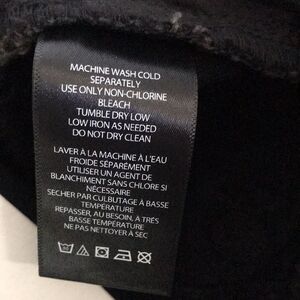 MACHINE WASH COLD
SEPARATELY
USE ONLY NON-CHLORINE
BLEACH
TUMBLE DRY LOW
LOW IRON AS NEEDED
DO NOT DRY CLEAN
LAVER À LA MACHINE À L'EAU
FROIDE SÉPARÉMENT
UTILISER UN AGENT DE
BLANCHIMENT SANS CHLORE SI
NÉCESSAIRE
SECHER PAR CULBUTAGE À BASSE
TEMPÉRATURE
REPASSER, AU BESOIN, A TRÉS
BASSE TEMPÉRATURE
NE PAS NETTOYER À SEC